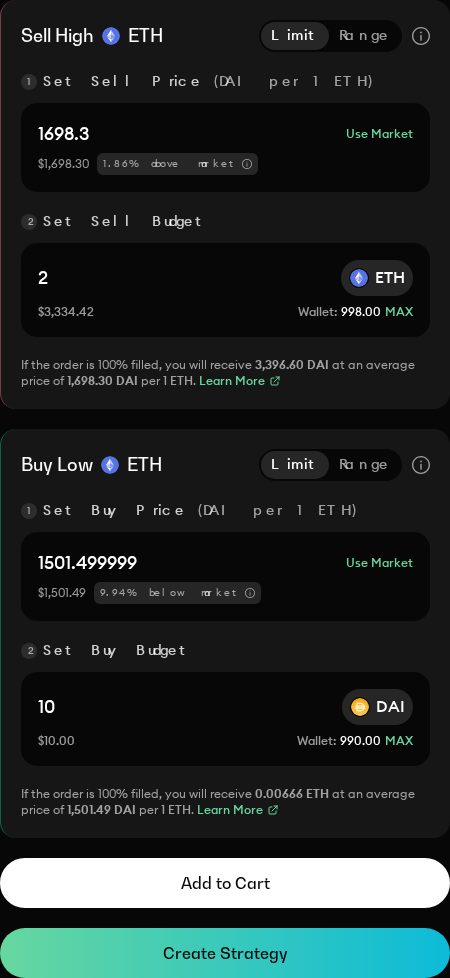 Sell High ETH Limit Range
1 Set Sell Price (DAI per 1 ETH)
1698.3 Use Market
$1,698.30 1.86% above market
2 Set Sell Budget
2 ETH
$3,334.42 Wallet: 998.00 MAX
If the order is 100% filled, you will receive 3,396.60 DAI at an average
price of 1,698.30 DAI per 1 ETH. Learn More
Buy Low ETH Limit Range
1 Set Buy Price (DAI per 1 ETH)
1501.499999 Use Market
$1,501.49 9.94% below market
2 Set Buy Budget
10 DAI
$10.00 Wallet: 990.00 MAX
If the order is 100% filled, you will receive 0.00666 ETH at an average
price of 1,501.49 DAI per 1 ETH. Learn More
Add to Cart
Create Strategy